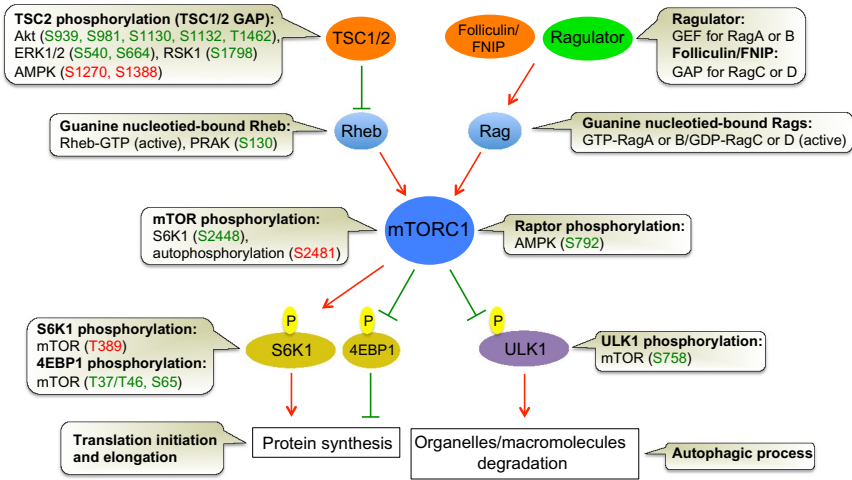 TSC2 phosphorylation (TSC1/2 GAP):
Akt (S939, S981, S1130, S1132, T1462),
ERK1/2 (S540, S664), RSK1 (S1798)
AMPK (S1270, S1388)
TSC1/2
Folliculin/
FNIP
Ragulator
Ragulator:
GEF for RagA or B
Folliculin/FNIP:
GAP for RagC or D
Guanine nucleotied-bound Rheb:
Rheb-GTP (active), PRAK (S130)
Rheb
Rag
Guanine nucleotied-bound Rags:
GTP-RagA or B/GDP-RagC or D (active)
mTOR phosphorylation:
S6K1 (S2448),
autophosphorylation (S2481)
mTORC1
Raptor phosphorylation:
AMPK (S792)
S6K1 phosphorylation:
mTOR (T389)
4EBP1 phosphorylation:
mTOR (T37/T46, S65)
P
S6K1
P
4EBP1
P
ULK1
ULK1 phosphorylation:
mTOR (S758)
Translation initiation
and elongation
Protein synthesis
Organelles/macromolecules
degradation
Autophagic process